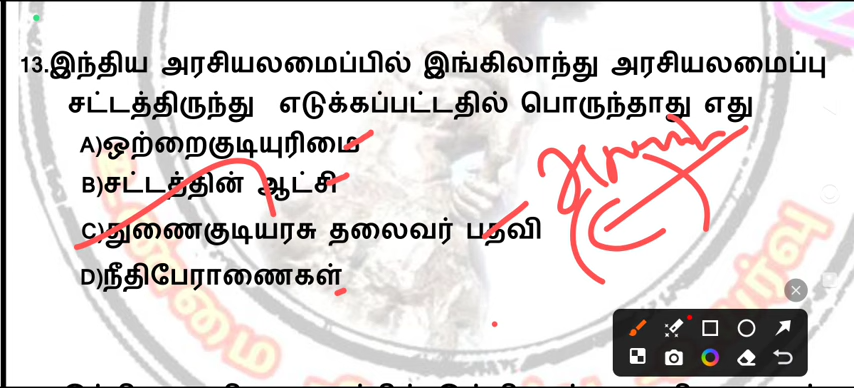 13.இந்திய அரசியலமைப்பில் இங்கிலாந்து அரசியலமைப்பு
சட்டத்திருந்து எடுக்கப்பட்டதில் பொருந்தாது எது
A)ஒற்றைகுடியுரிமை
B)சட்டத்தின் ஆட்சி
C)துணைகுடியரசு தலைவர் பதவி
D)நீதிபேராணைகள்